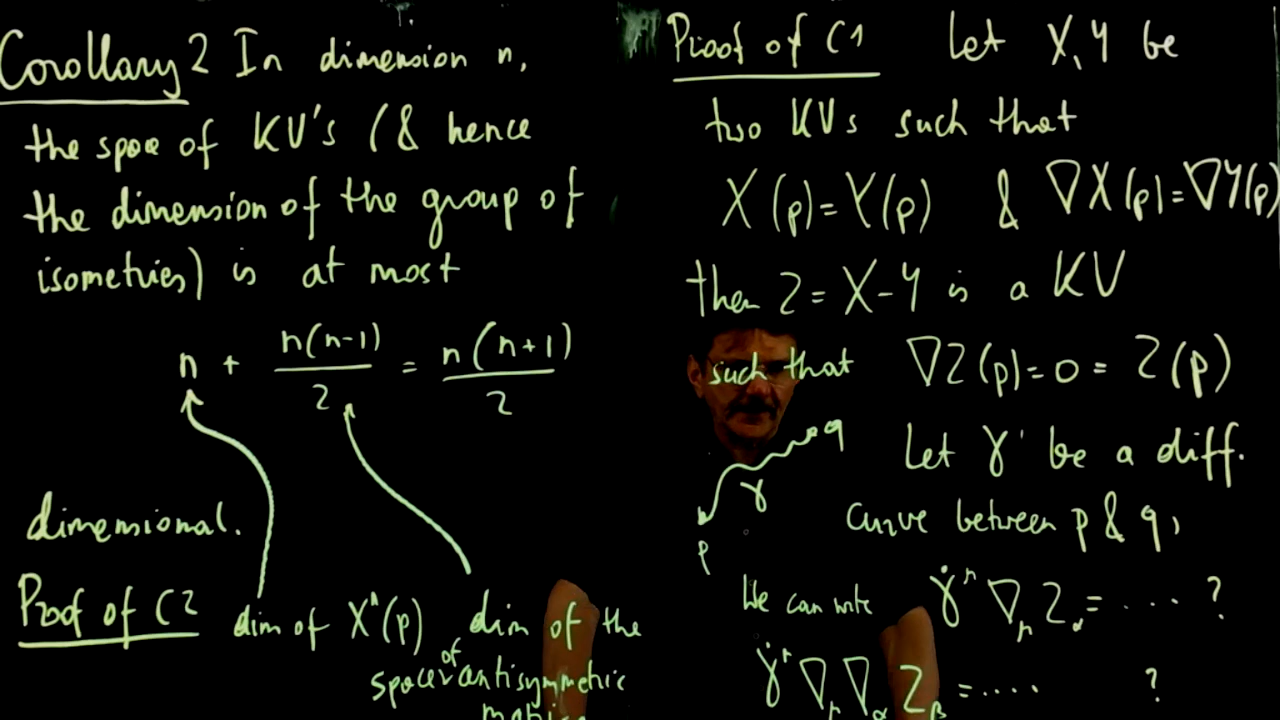 Corollary 2 In dimension n,
the space of KV's (& hence
the dimension of the group of
isometries) is at most
n + n(n-1)/2 = n(n+1)/2
dimensional.
Proof of C2 dim of X^α(p) dim of the
space of antisymmetric
Proof of C1 Let X, Y be
two KVs such that
X(p) = Y(p) & ∇X(p) = ∇Y(p)
then Z = X - Y is a KV
such that ∇Z(p) = 0 = Z(p)
q
Let γ be a diff.
γ
curve between p & q,
p
We can write γ̇^μ ∇_μ Z_α = .... ?
γ̇^μ ∇_μ ∇_α Z_β = .... ?